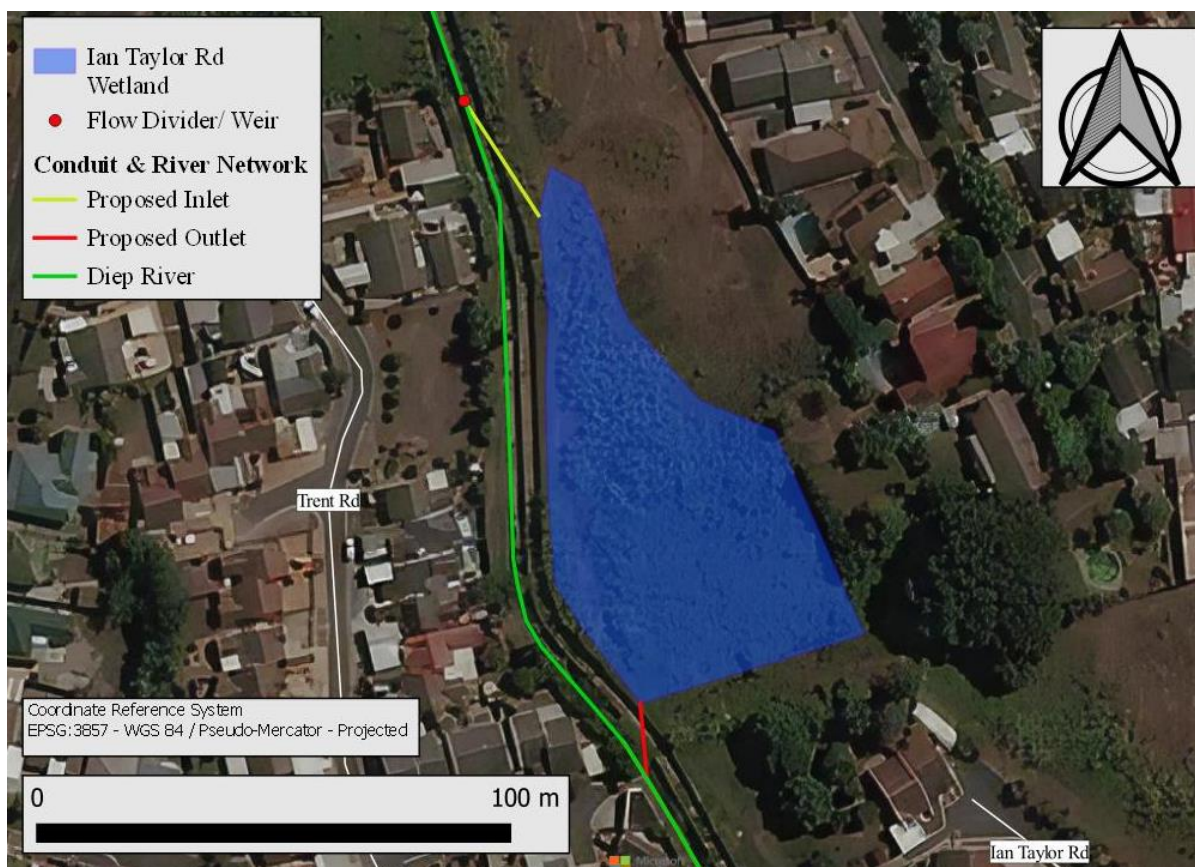 Ian Taylor Rd
Wetland
Flow Divider/ Weir
Conduit & River Network
Proposed Inlet
Proposed Outlet
Diep River
Trent Rd
Coordinate Reference System
EPSG:3857 - WGS 84 / Pseudo-Mercator - Projected
0 100 m
Microsoft
Ian Taylor Rd